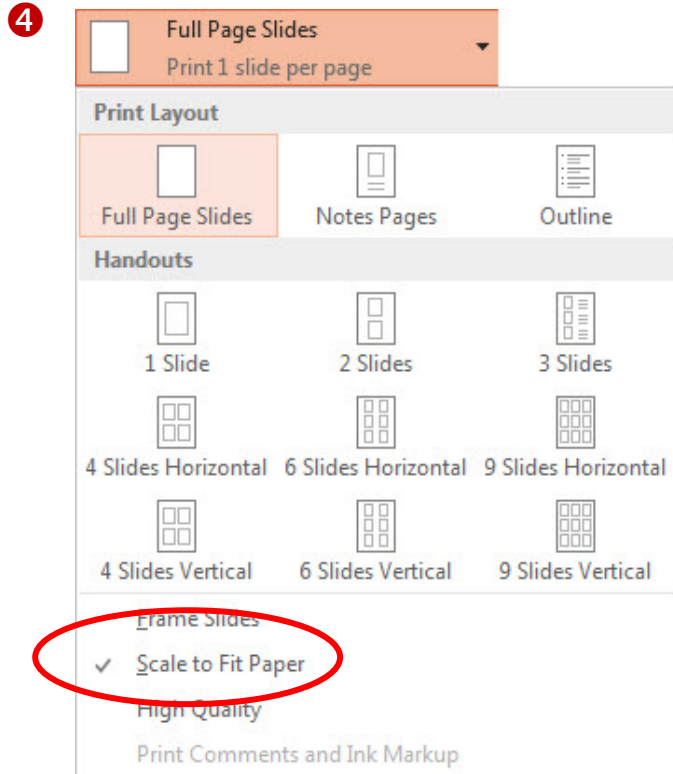 4
Full Page Slides
Print 1 slide per page
Print Layout
Full Page Slides Notes Pages Outline
Handouts
1 Slide 2 Slides 3 Slides
4 Slides Horizontal 6 Slides Horizontal 9 Slides Horizontal
4 Slides Vertical 6 Slides Vertical 9 Slides Vertical
Frame Slides
Scale to Fit Paper
High Quality
Print Comments and Ink Markup